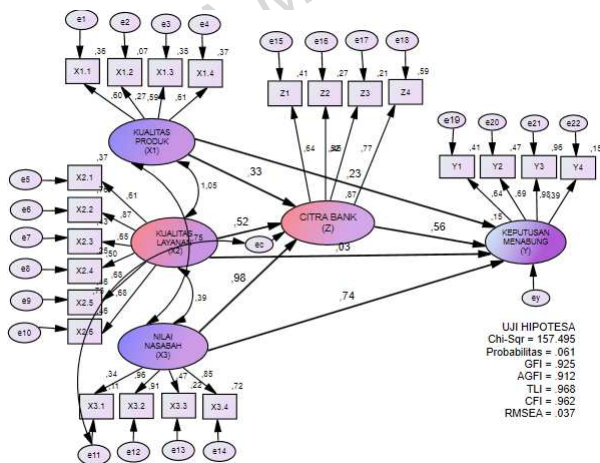 e1
e2
e3
e4
,36
,07
,35
,37
X1.1
X1.2
X1.3
X1.4
,60
,27
,59
,61
KUALITAS
PRODUK
(X1)
e15
e16
e17
e18
,41
,27
,21
,59
Z1
Z2
Z3
Z4
,64
,77
e19
e20
e21
e22
,41
,47
,96
,15
Y1
Y2
Y3
Y4
,64
,69
,98
,39
,33
,23
,87
,15
1,05
CITRA BANK
(Z)
KEPUTUSAN
MENABUNG
(Y)
ey
e5
e6
e7
e8
e9
e10
,37
X2.1
X2.2
X2.3
X2.4
X2.5
X2.6
,61
,87
,65
,50
,68
,68
KUALITAS
LAYANAN
(X2)
,75
,52
ec
,03
,56
,98
,74
,39
NILAI
NASABAH
(X3)
,34
,96
,47
,85
,11
,91
,22
,72
X3.1
X3.2
X3.3
X3.4
e11
e12
e13
e14
UJI HIPOTESA
Chi-Sqr = 157.495
Probabilitas = .061
GFI = .925
AGFI = .912
TLI = .968
CFI = .962
RMSEA = .037